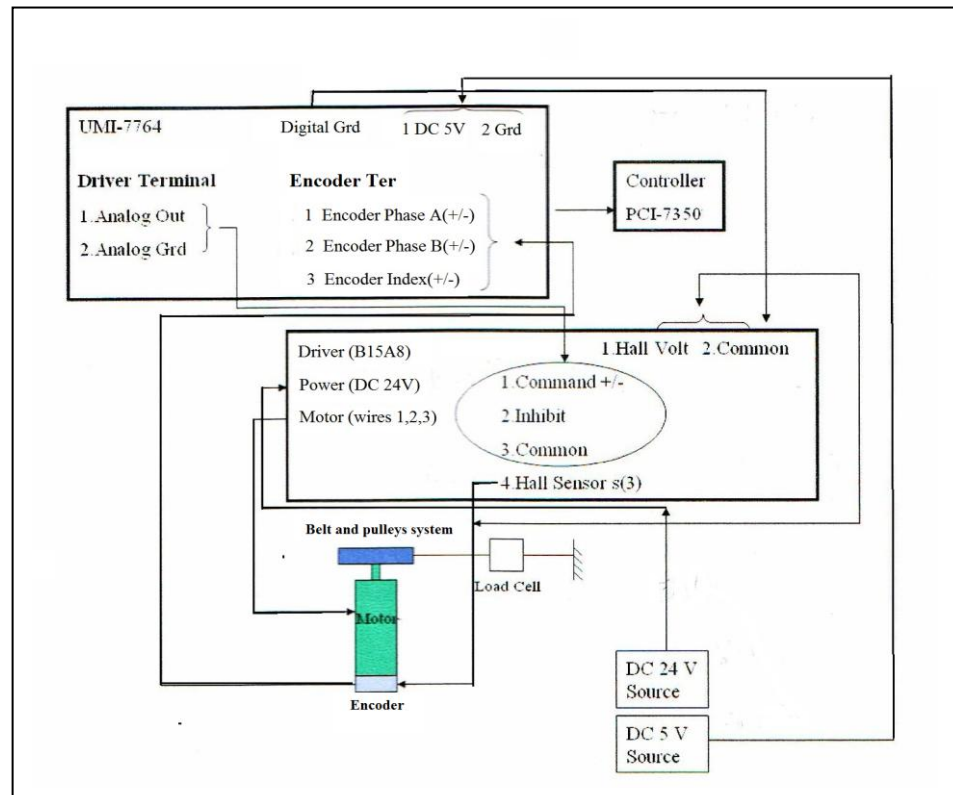 UMI-7764 Digital Grd 1 DC 5V 2 Grd
Driver Terminal
1.Analog Out
2.Analog Grd
Encoder Ter
1 Encoder Phase A(+/-)
2 Encoder Phase B(+/-)
3 Encoder Index(+/-)
Controller
PCI-7350
Driver (B15A8)
Power (DC 24V)
Motor (wires 1,2,3)
1.Hall Volt 2.Common
1.Command +/-
2.Inhibit
3.Common
4.Hall Sensor s(3)
Belt and pulleys system
Load Cell
Motor
Encoder
DC 24 V
Source
DC 5 V
Source